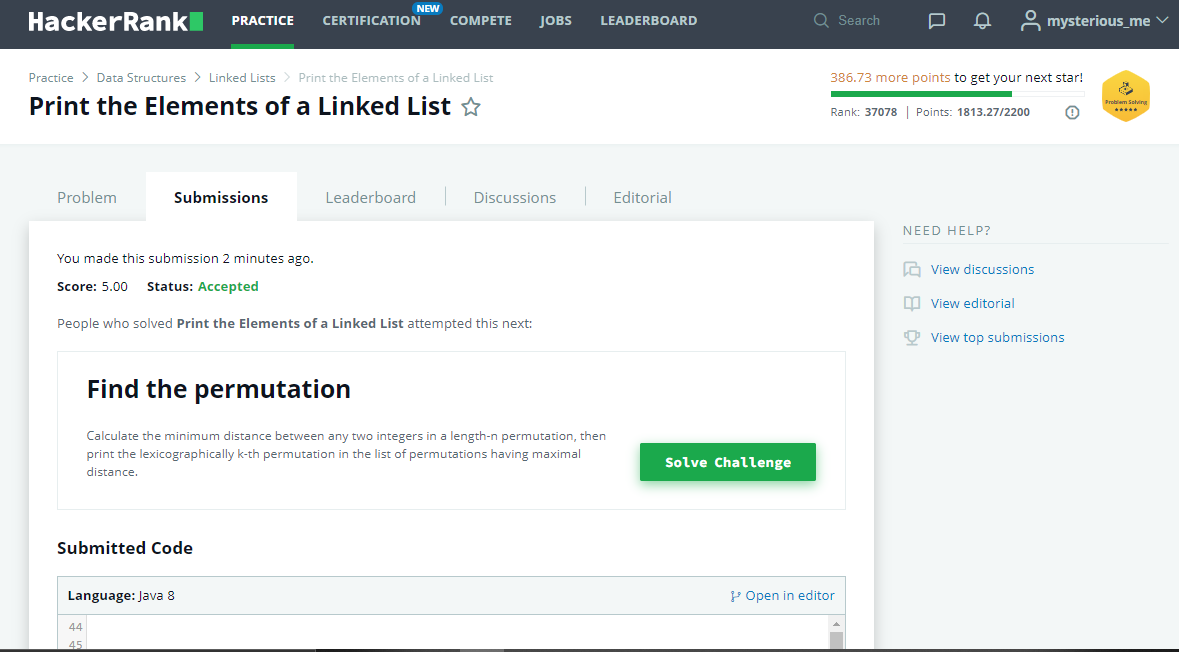 HackerRank
PRACTICE
CERTIFICATION
NEW
COMPETE
JOBS
LEADERBOARD
Search
mysterious_me
Practice > Data Structures > Linked Lists > Print the Elements of a Linked List
Print the Elements of a Linked List
386.73 more points to get your next star!
Rank: 37078 | Points: 1813.27/2200
Problem Solving
Problem
Submissions
Leaderboard
Discussions
Editorial
You made this submission 2 minutes ago.
Score: 5.00 Status: Accepted
People who solved Print the Elements of a Linked List attempted this next:
Find the permutation
Calculate the minimum distance between any two integers in a length-n permutation, then
print the lexicographically k-th permutation in the list of permutations having maximal
distance.
Solve Challenge
Submitted Code
Language: Java 8
Open in editor
44
45
NEED HELP?
View discussions
View editorial
View top submissions